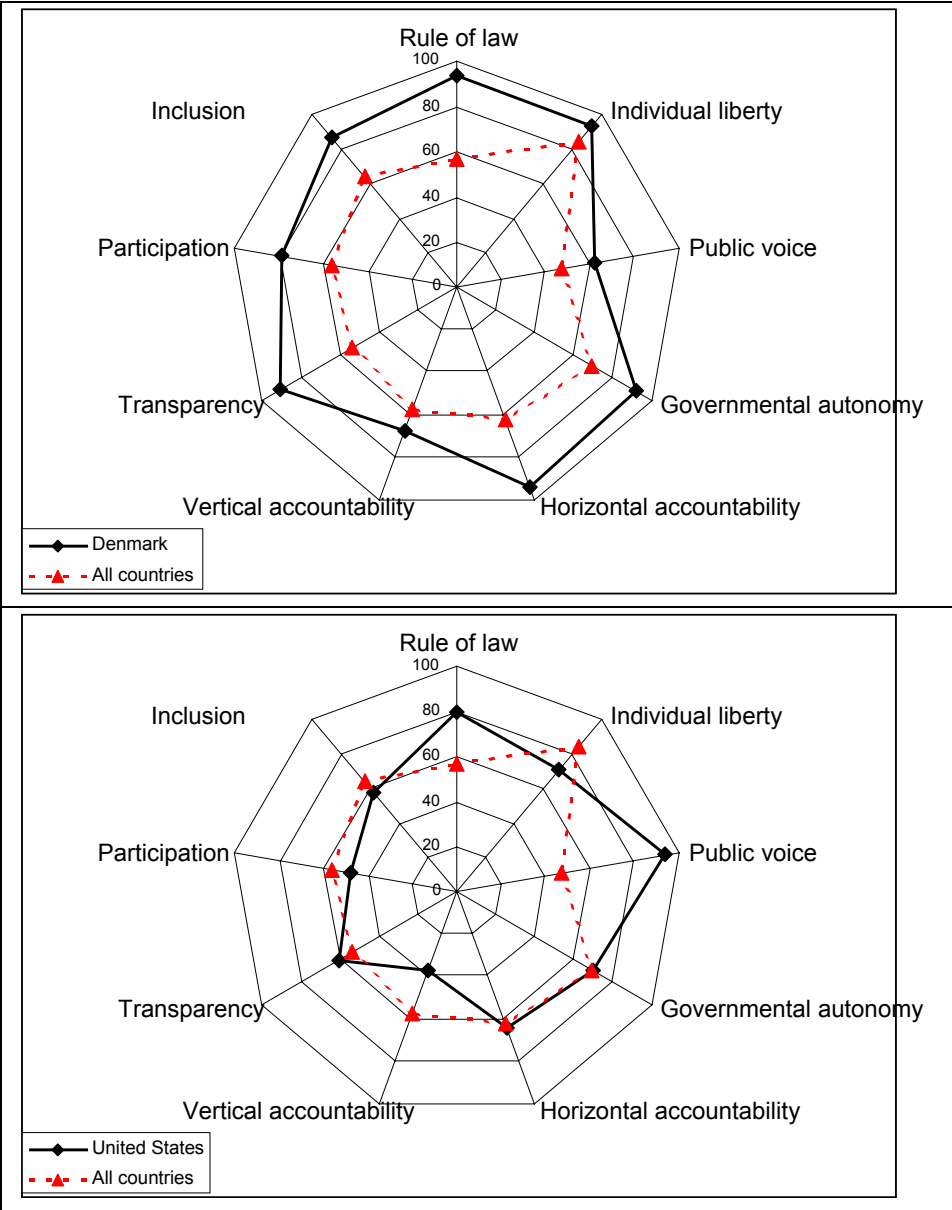 Rule of law
100
Inclusion
Individual liberty
80
60
40
20
0
Participation
Public voice
Transparency
Governmental autonomy
Vertical accountability
Horizontal accountability
Denmark
All countries
Rule of law
100
Inclusion
Individual liberty
80
60
40
20
0
Participation
Public voice
Transparency
Governmental autonomy
Vertical accountability
Horizontal accountability
United States
All countries